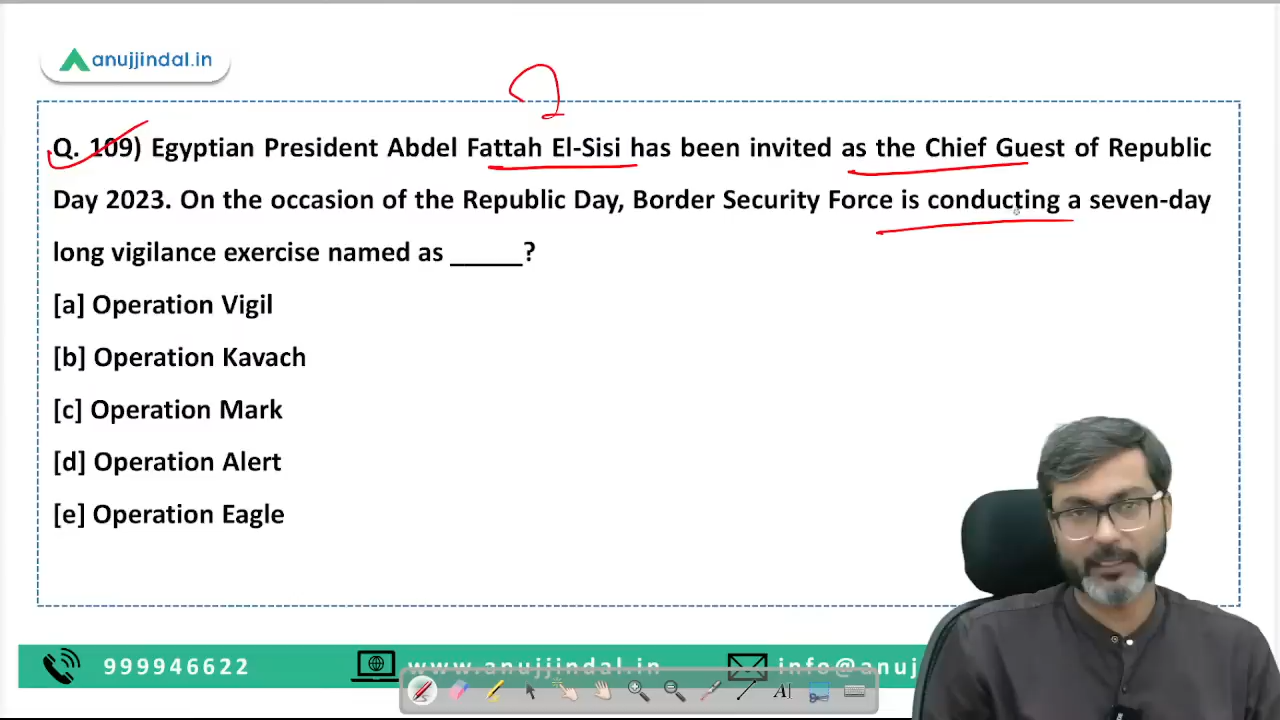 anujjindal.in
Q. 109) Egyptian President Abdel Fattah El-Sisi has been invited as the Chief Guest of Republic
Day 2023. On the occasion of the Republic Day, Border Security Force is conducting a seven-day
long vigilance exercise named as _____?
[a] Operation Vigil
[b] Operation Kavach
[c] Operation Mark
[d] Operation Alert
[e] Operation Eagle
999946622
www.anujjindal.in
info@anuj